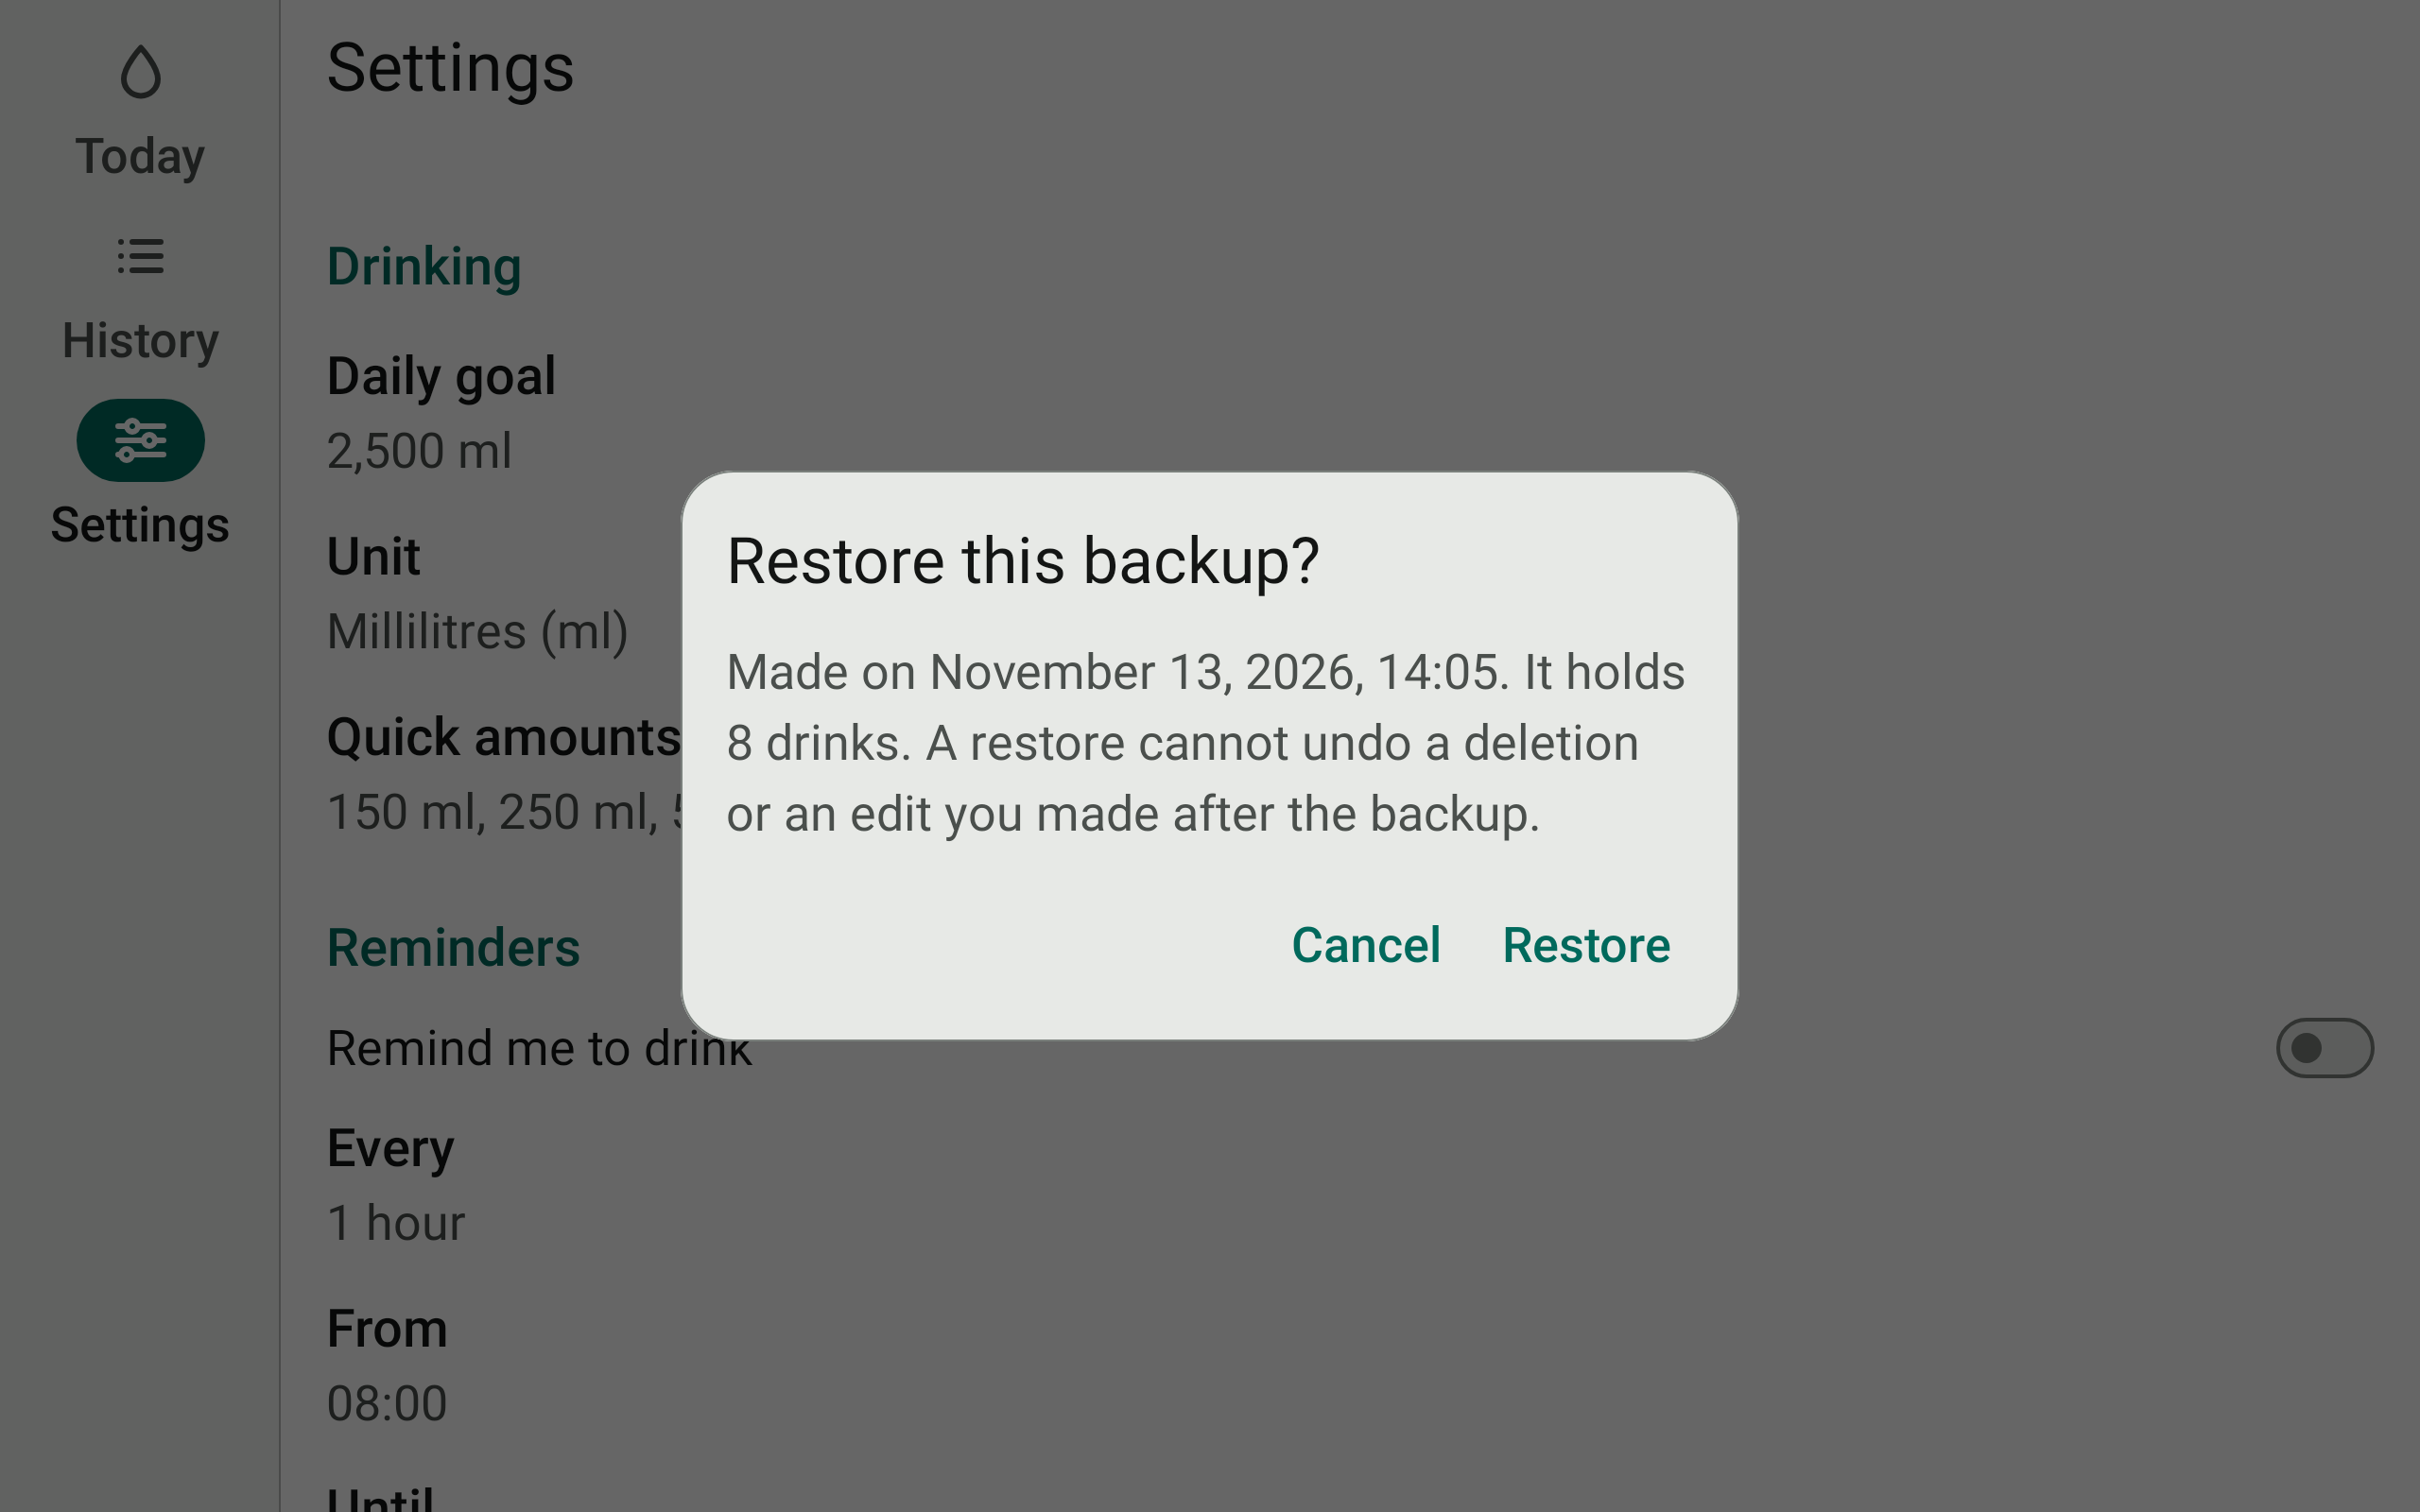 Today
History
Settings
Settings
Drinking
Daily goal
2,500 ml
Unit
Millilitres (ml)
Quick amounts
150 ml, 250 ml,
Reminders
Remind me to drink
Every
1 hour
From
08:00
Until
Restore this backup?
Made on November 13, 2026, 14:05. It holds
8 drinks. A restore cannot undo a deletion
or an edit you made after the backup.
Cancel Restore